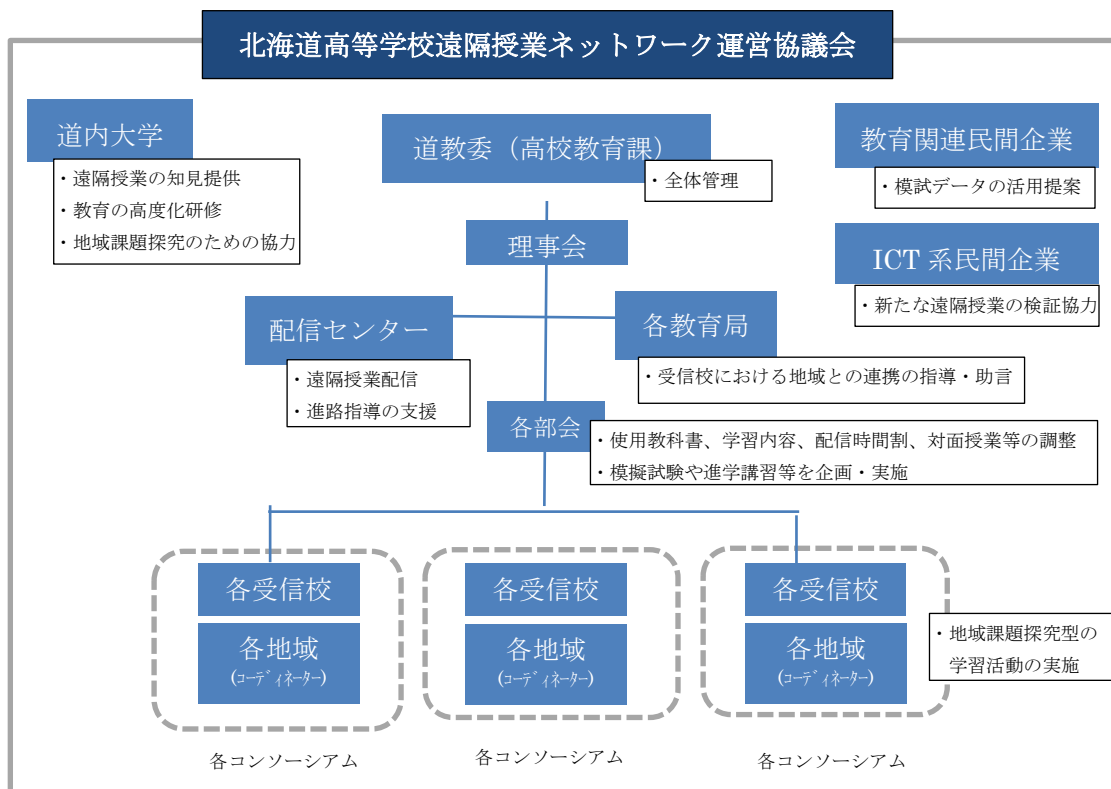 北海道高等学校遠隔授業ネットワーク運営協議会
道内大学
・遠隔授業の知見提供
・教育の高度化研修
・地域課題探究のための協力
道教委（高校教育課）
・全体管理
教育関連民間企業
・模試データの活用提案
理事会
ICT 系民間企業
・新たな遠隔授業の検証協力
配信センター
・遠隔授業配信
・進路指導の支援
各教育局
・受信校における地域との連携の指導・助言
各部会
・使用教科書、学習内容、配信時間割、対面授業等の調整
・模擬試験や進学講習等を企画・実施
各受信校
各地域
(ｺｰﾃﾞｨﾈｰﾀｰ)
各コンソーシアム
各受信校
各地域
(ｺｰﾃﾞｨﾈｰﾀｰ)
各コンソーシアム
各受信校
各地域
(ｺｰﾃﾞｨﾈｰﾀｰ)
各コンソーシアム
・地域課題探究型の
学習活動の実施